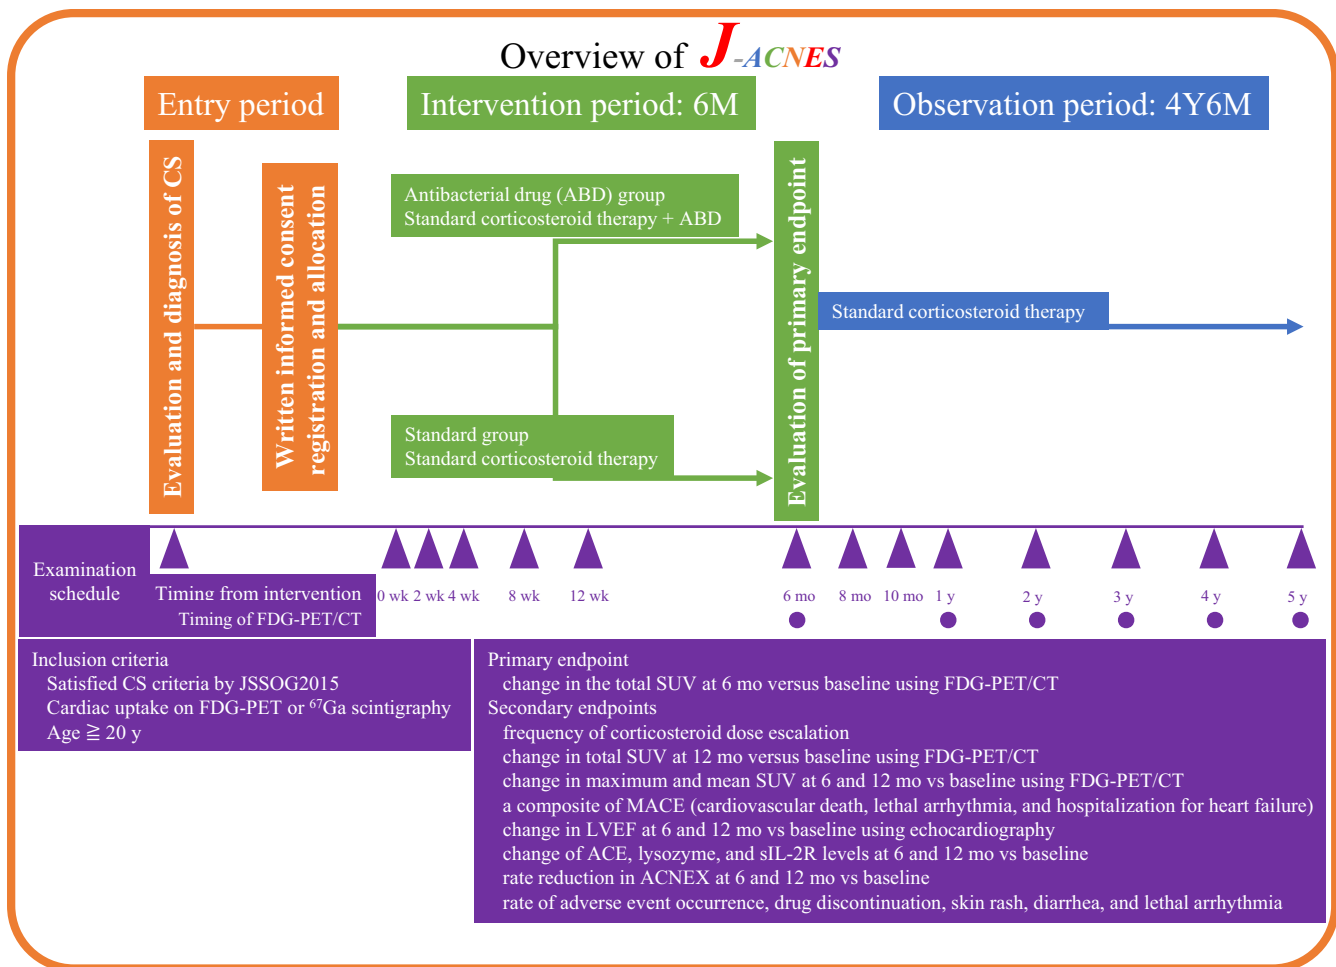 Overview of J-ACNES
Entry period
Intervention period: 6M
Observation period: 4Y6M
Evaluation and diagnosis of CS
Written informed consent
registration and allocation
Antibacterial drug (ABD) group
Standard corticosteroid therapy + ABD
Standard group
Standard corticosteroid therapy
Evaluation of primary endpoint
Standard corticosteroid therapy
Examination
schedule
Timing from intervention
0 wk 2 wk 4 wk 8 wk 12 wk 6 mo 8 mo 10 mo 1 y 2 y 3 y 4 y 5 y
Timing of FDG-PET/CT
Inclusion criteria
Satisfied CS criteria by JSSOG2015
Cardiac uptake on FDG-PET or ⁶⁷Ga scintigraphy
Age ≧ 20 y
Primary endpoint
change in the total SUV at 6 mo versus baseline using FDG-PET/CT
Secondary endpoints
frequency of corticosteroid dose escalation
change in total SUV at 12 mo versus baseline using FDG-PET/CT
change in maximum and mean SUV at 6 and 12 mo vs baseline using FDG-PET/CT
a composite of MACE (cardiovascular death, lethal arrhythmia, and hospitalization for heart failure)
change in LVEF at 6 and 12 mo vs baseline using echocardiography
change of ACE, lysozyme, and sIL-2R levels at 6 and 12 mo vs baseline
rate reduction in ACNEX at 6 and 12 mo vs baseline
rate of adverse event occurrence, drug discontinuation, skin rash, diarrhea, and lethal arrhythmia